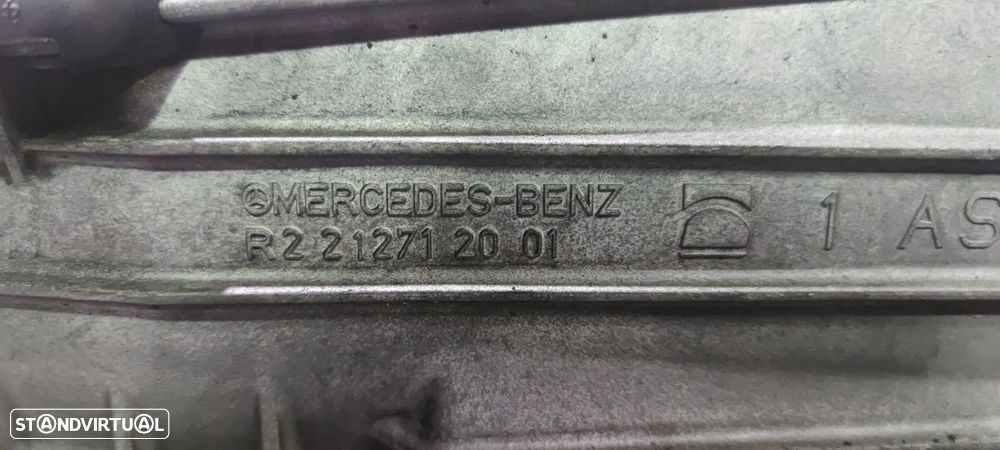 MERCEDES-BENZ
R2 21271 20 01
1 AS
STANDVIRTUAL